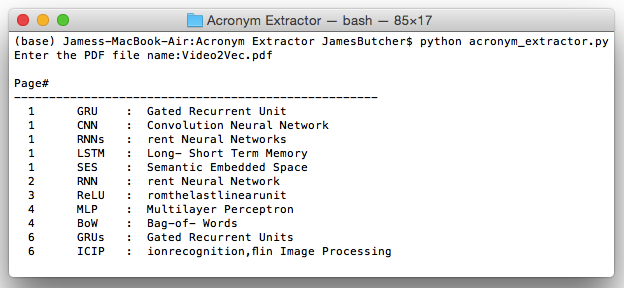 Acronym Extractor — bash — 85×17
(base) Jamess-MacBook-Air:Acronym Extractor JamesButcher$ python acronym_extractor.py
Enter the PDF file name:Video2Vec.pdf
Page#
----------------------------------------------------
1 GRU : Gated Recurrent Unit
1 CNN : Convolution Neural Network
1 RNNs : rent Neural Networks
1 LSTM : Long- Short Term Memory
1 SES : Semantic Embedded Space
2 RNN : rent Neural Network
3 ReLU : romthelastlinearunit
4 MLP : Multilayer Perceptron
4 BoW : Bag-of- Words
6 GRUs : Gated Recurrent Units
6 ICIP : ionrecognition,flin Image Processing